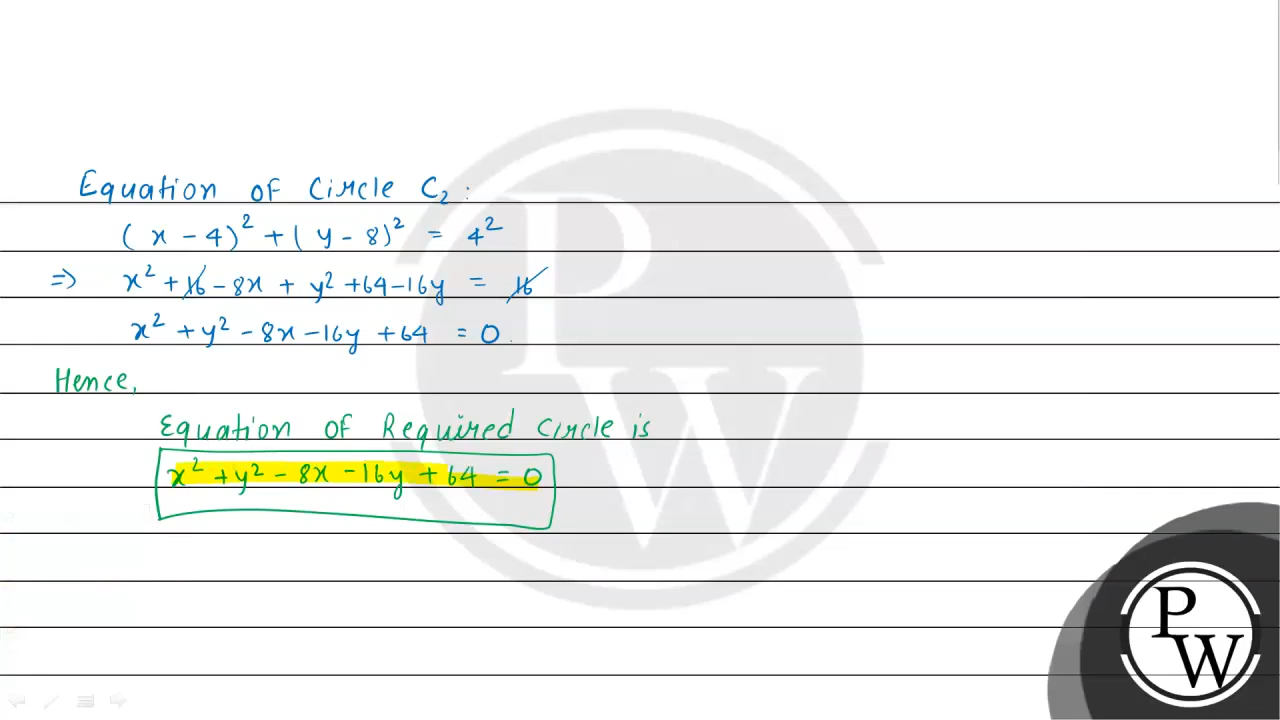 Equation of Circle C₂:
(x - 4)² + (y - 8)² = 4²
⇒ x² + 16 - 8x + y² + 64 - 16y = 16
x² + y² - 8x - 16y + 64 = 0.
Hence,
Equation of Required Circle is
x² + y² - 8x - 16y + 64 = 0
P
W
P
W